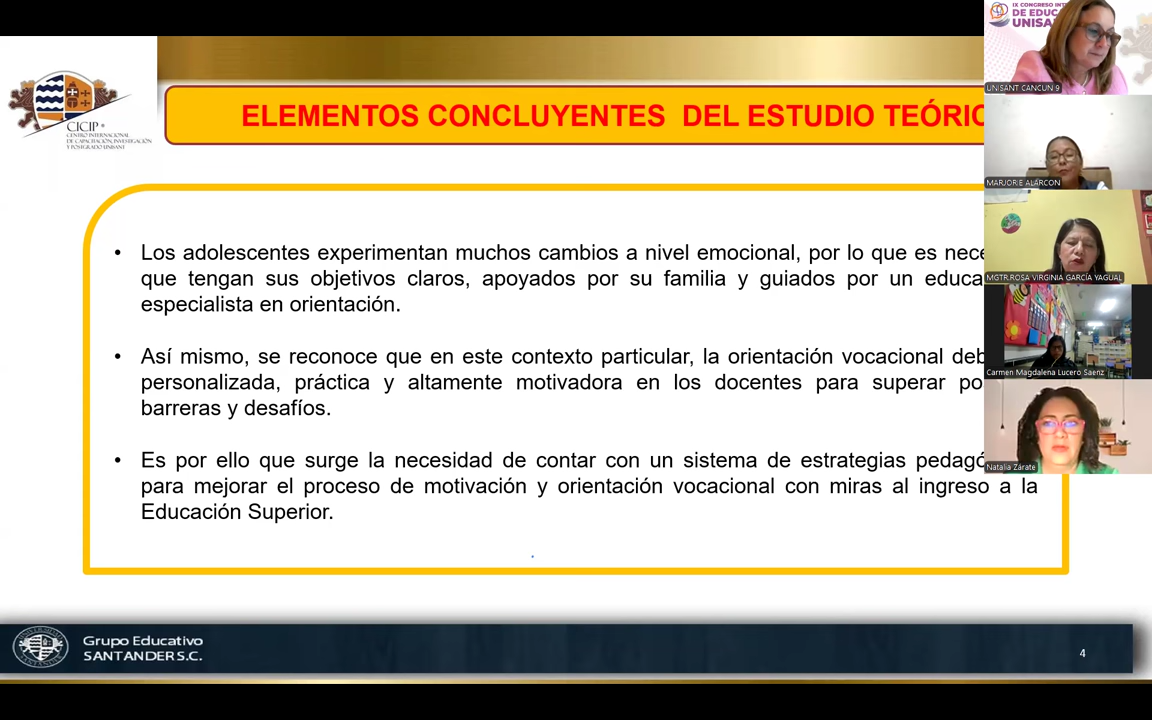 IX CONGRESO INT
DE EDUC
UNISA
UNISANT CANCUN 9
CICIP ®
CENTRO INTERNACIONAL
DE CAPACITACIÓN, INVESTIGACIÓN
Y POSTGRADO UNISANT
ELEMENTOS CONCLUYENTES DEL ESTUDIO TEÓRIC
MARJORIE ALARCON
• Los adolescentes experimentan muchos cambios a nivel emocional, por lo que es nece
que tengan sus objetivos claros, apoyados por su familia y guiados por un educa
especialista en orientación.
MGTR.ROSA VIRGINIA GARCÍA YAGUAL
• Así mismo, se reconoce que en este contexto particular, la orientación vocacional deb
personalizada, práctica y altamente motivadora en los docentes para superar po
barreras y desafíos.
Carmen Magdalena Lucero Saenz
• Es por ello que surge la necesidad de contar con un sistema de estrategias pedagó
para mejorar el proceso de motivación y orientación vocacional con miras al ingreso a la
Educación Superior.
Natalia Zárate
Grupo Educativo
SANTANDER S.C.
4